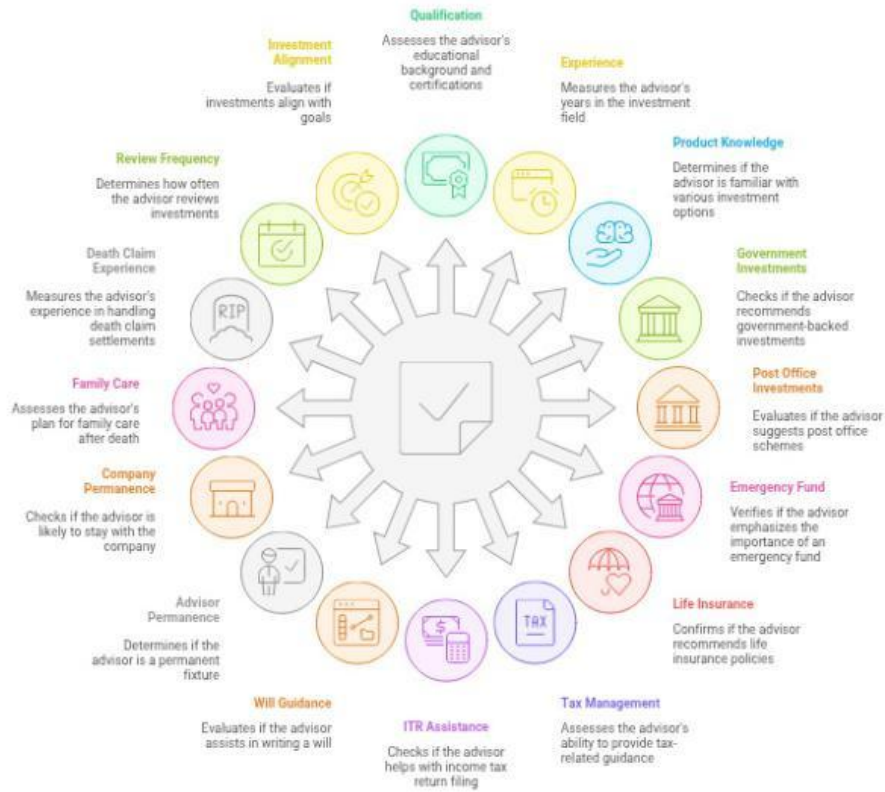 Qualification
Assesses the advisor's
educational
background and
certifications
Experience
Measures the advisor's
years in the investment
field
Product Knowledge
Determines if the
advisor is familiar with
various investment
options
Government
Investments
Checks if the advisor
recommends
government-backed
investments
Post Office
Investments
Evaluates if the advisor
suggests post office
schemes
Emergency Fund
Verifies if the advisor
emphasizes the
importance of an
emergency fund
Life Insurance
Confirms if the advisor
recommends life
insurance policies
Tax Management
Assesses the advisor's
ability to provide tax-
related guidance
ITR Assistance
Checks if the advisor
helps with income tax
return filing
Will Guidance
Evaluates if the advisor
assists in writing a will
Advisor
Permanence
Determines if the
advisor is a permanent
fixture
Company
Permanence
Checks if the advisor is
likely to stay with the
company
Family Care
Assesses the advisor's
plan for family care
after death
Death Claim
Experience
Measures the advisor's
experience in handling
death claim
settlements
Review Frequency
Determines how often
the advisor reviews
investments
Investment
Alignment
Evaluates if
investments align with
goals
RIP
TAX